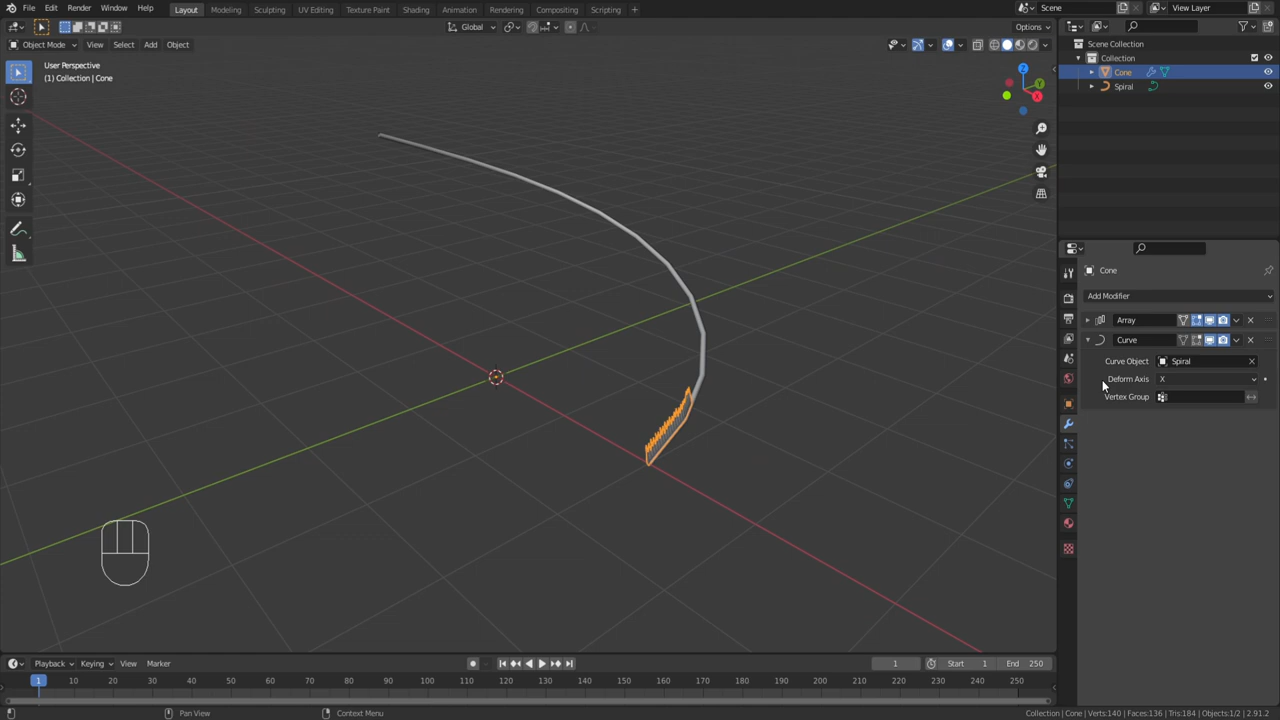 File Edit Render Window Help
Layout Modeling Sculpting UV Editing Texture Paint Shading Animation Rendering Compositing Scripting +
Scene
View Layer
Global
Options
Object Mode View Select Add Object
User Perspective
(1) Collection | Cone
Z
Y
X
Scene Collection
Collection
Cone
Spiral
Cone
Add Modifier
Array
Curve
Curve Object Spiral
Deform Axis X
Vertex Group
Playback Keying View Marker
1
Start 1
End 250
1 10 20 30 40 50 60 70 80 90 100 110 120 130 140 150 160 170 180 190 200 210 220 230 240 250
Pan View
Context Menu
Collection | Cone | Verts:140 | Faces:136 | Tris:184 | Objects:1/2 | 2.91.2